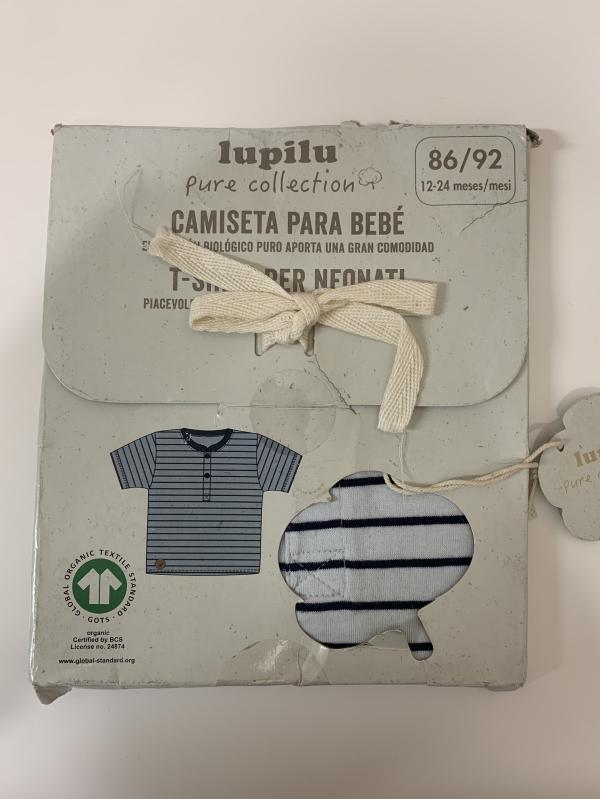 lupilu®
pure collection
86/92
12-24 meses/mesi
CAMISETA PARA BEBÉ
BIOLÓGICO PURO APORTA UNA GRAN COMODIDAD
PER NEONATI
GLOBAL ORGANIC TEXTILE STANDARD
· GOTS ·
organic
Certified by BCS
License no. 24874
www.global-standard.org
pure